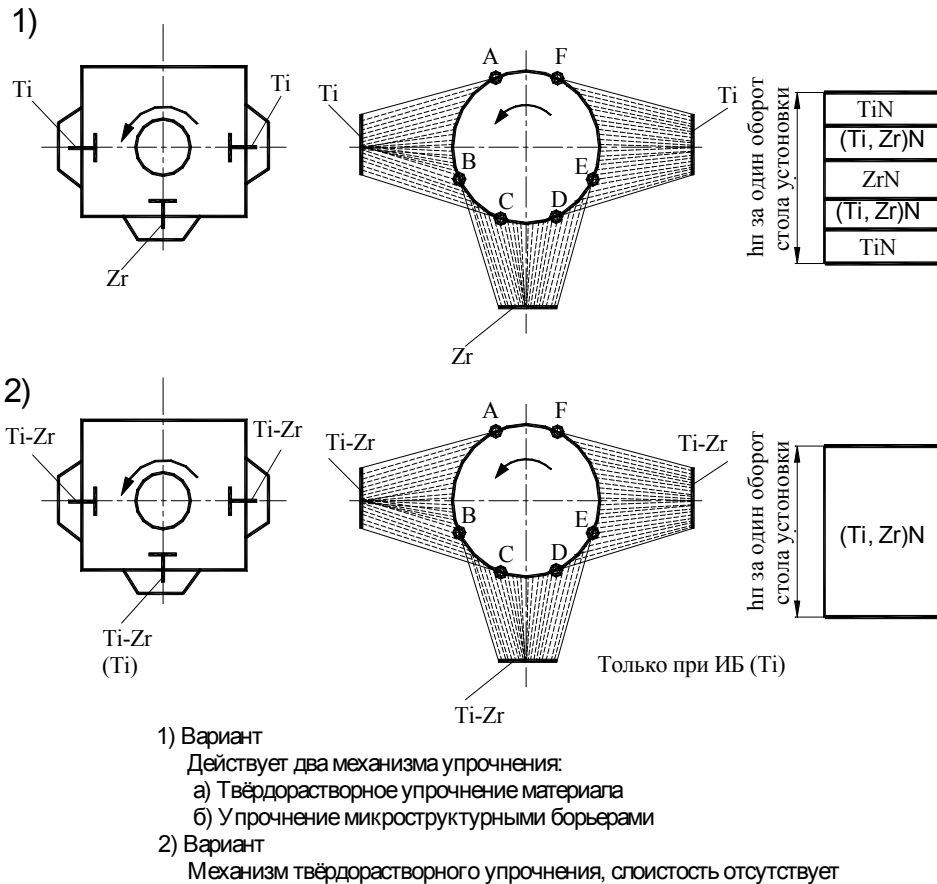 1)
Ti
Ti
Zr
A
F
Ti
Ti
B
E
C
D
Zr
hп за один оборот
стола устоновки
TiN
(Ti, Zr)N
ZrN
(Ti, Zr)N
TiN
2)
Ti-Zr
Ti-Zr
Ti-Zr
(Ti)
A
F
Ti-Zr
Ti-Zr
B
E
C
D
Ti-Zr
Только при ИБ (Ti)
hп за один оборот
стола устоновки
(Ti, Zr)N
1) Вариант
Действует два механизма упрочнения:
а) Твёрдорастворное упрочнение материала
б) Упрочнение микроструктурными борьерами
2) Вариант
Механизм твёрдорастворного упрочнения, слоистость отсутствует